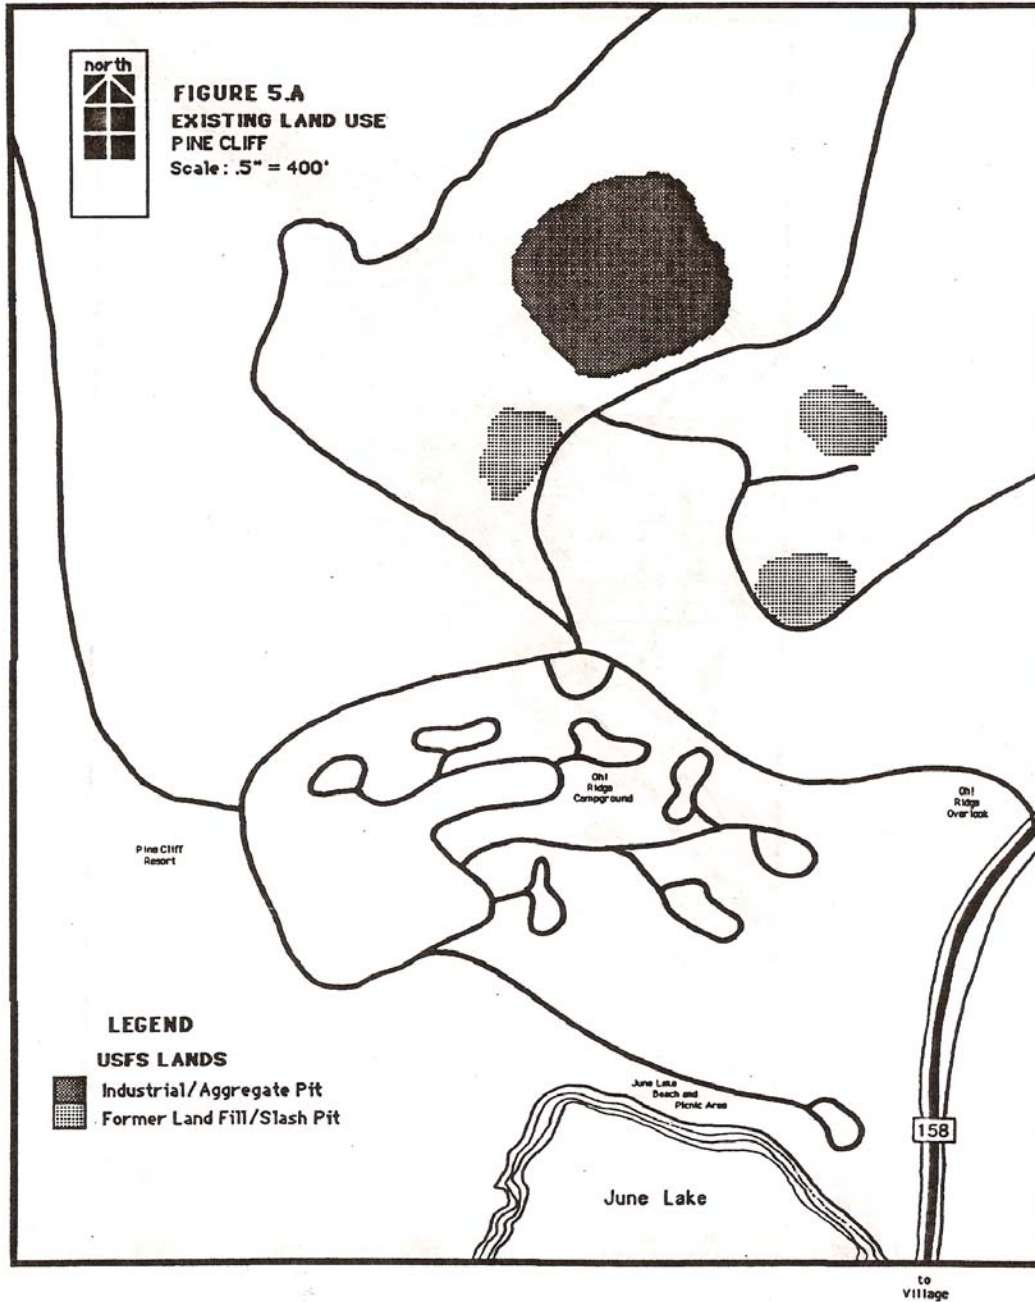 north
FIGURE 5.A
EXISTING LAND USE
PINE CLIFF
Scale: .5" = 400'
Oh!
Ridge
Campground
Oh!
Ridge
Overlook
Pine Cliff
Resort
LEGEND
USFS LANDS
Industrial/Aggregate Pit
Former Land Fill/Slash Pit
June Lake
Beach and
Picnic Area
158
June Lake
to
Village